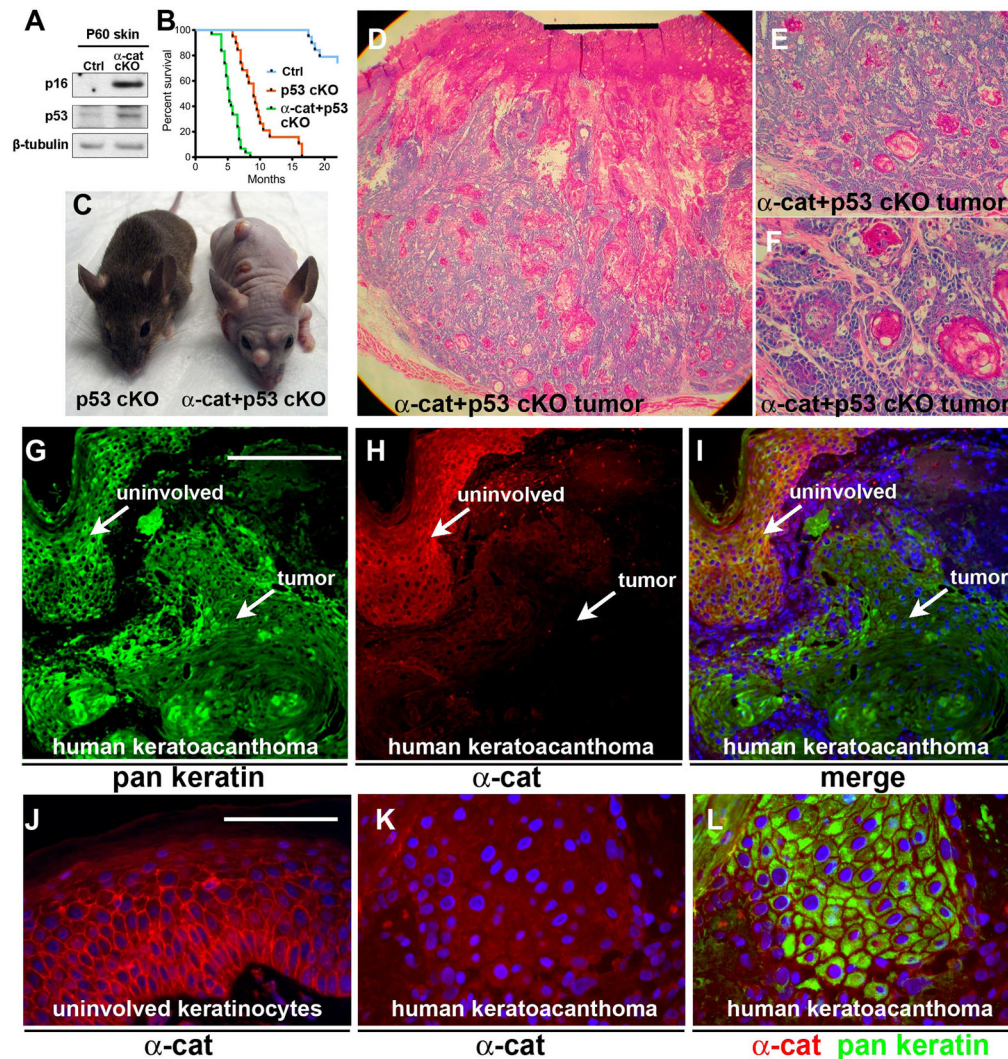 A
P60 skin
Ctrl
α-cat
cKO
p16
p53
β-tubulin
B
Percent survival
100
80
60
40
20
0
0
5
10
15
20
Months
Ctrl
p53 cKO
α-cat+p53
cKO
C
p53 cKO
α-cat+p53 cKO
D
α-cat+p53 cKO tumor
E
α-cat+p53 cKO tumor
F
α-cat+p53 cKO tumor
G
uninvolved
tumor
human keratoacanthoma
pan keratin
H
uninvolved
tumor
human keratoacanthoma
α-cat
I
uninvolved
tumor
human keratoacanthoma
merge
J
uninvolved keratinocytes
α-cat
K
human keratoacanthoma
α-cat
L
human keratoacanthoma
α-cat pan keratin